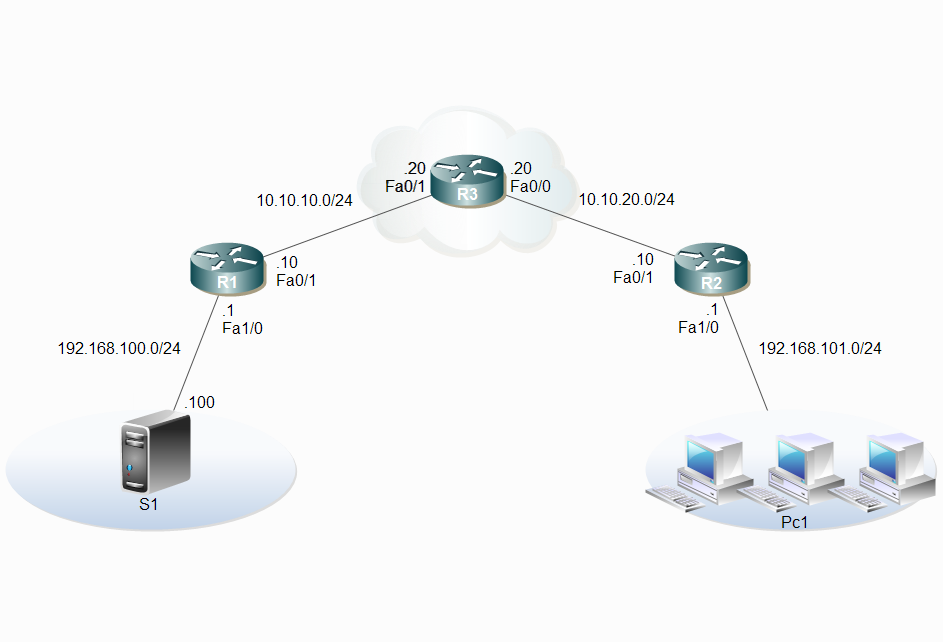 .20
Fa0/1
R3
.20
Fa0/0
10.10.10.0/24
10.10.20.0/24
R1
.10
Fa0/1
.10
Fa0/1
R2
.1
Fa1/0
.1
Fa1/0
192.168.100.0/24
192.168.101.0/24
.100
S1
Pc1